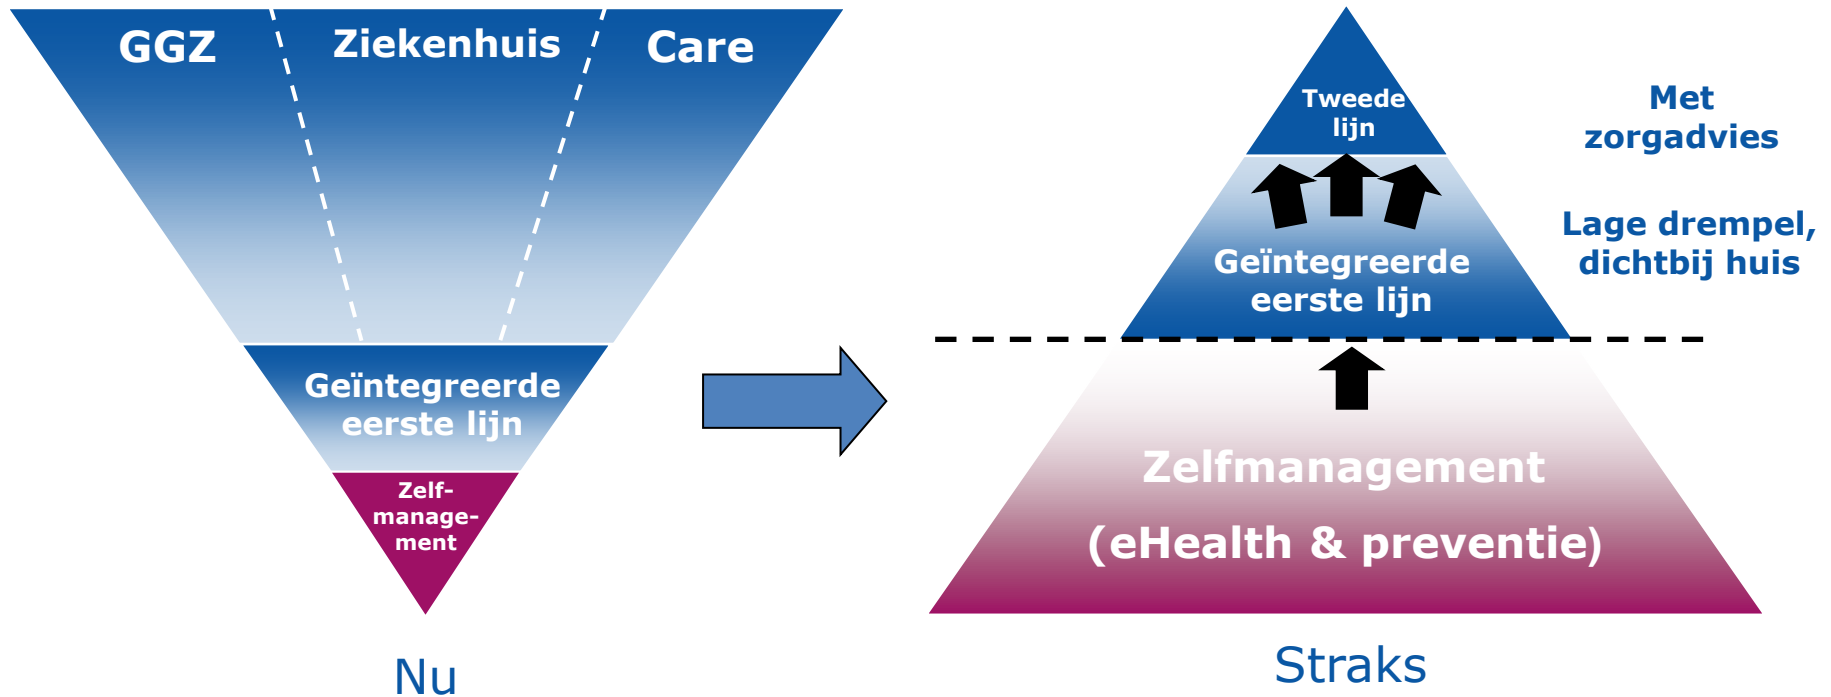 GGZ
Ziekenhuis
Care
Geïntegreerde
eerste lijn
Zelf-
manage-
ment
Nu
Tweede
lijn
Geïntegreerde
eerste lijn
Zelfmanagement
(eHealth & preventie)
Straks
Met
zorgadvies
Lage drempel,
dichtbij huis